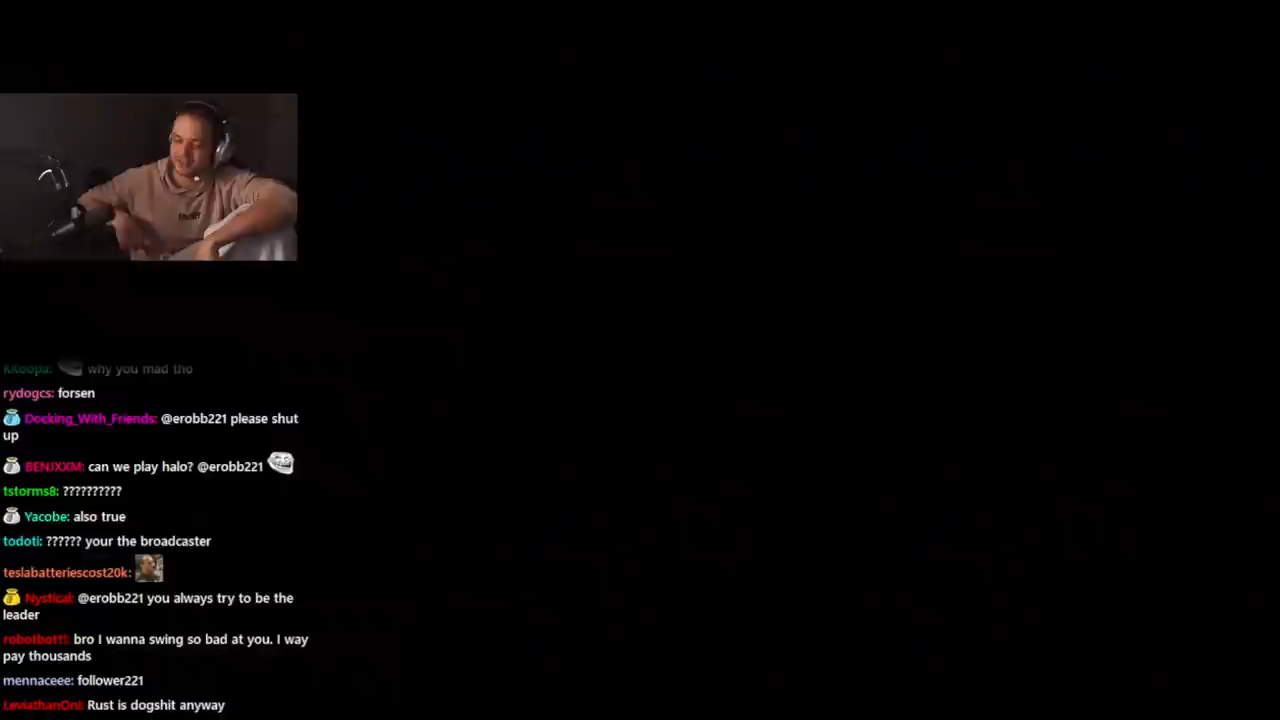 KKoopa: why you mad tho
rydogcs: forsen
Docking_With_Friends: @erobb221 please shut
up
BENJXXM: can we play halo? @erobb221
tstorms8: ??????????
Yacobe: also true
todoti: ?????? your the broadcaster
teslabatteriescost20k:
Nystical: @erobb221 you always try to be the
leader
bro I wanna swing so bad at you. I way
pay thousands
mennaceee: follower221
LeviathanOni: Rust is dogshit anyway